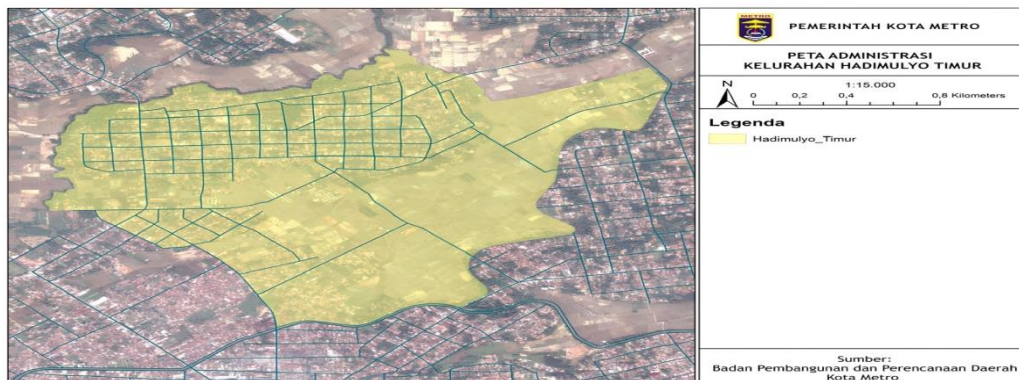 METRO
PEMERINTAH KOTA METRO
PETA ADMINISTRASI
KELURAHAN HADIMULYO TIMUR
N
1:15.000
0 0,2 0,4 0,8 Kilometers
Legenda
Hadimulyo_Timur
Sumber:
Badan Pembangunan dan Perencanaan Daerah
Kota Metro